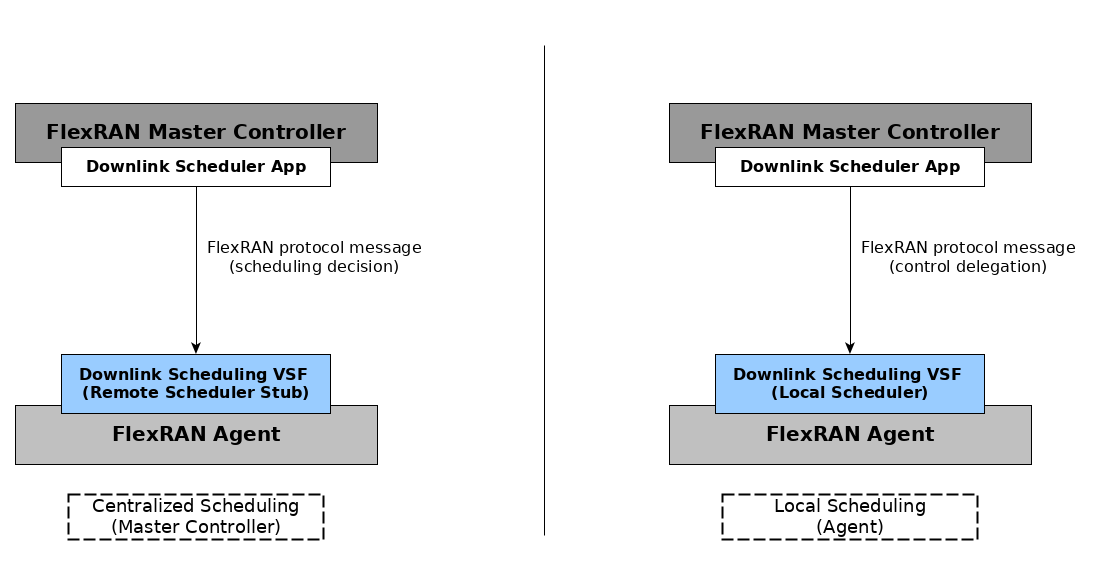 FlexRAN Master Controller
Downlink Scheduler App
FlexRAN protocol message
(scheduling decision)
Downlink Scheduling VSF
(Remote Scheduler Stub)
FlexRAN Agent
Centralized Scheduling
(Master Controller)
FlexRAN Master Controller
Downlink Scheduler App
FlexRAN protocol message
(control delegation)
Downlink Scheduling VSF
(Local Scheduler)
FlexRAN Agent
Local Scheduling
(Agent)